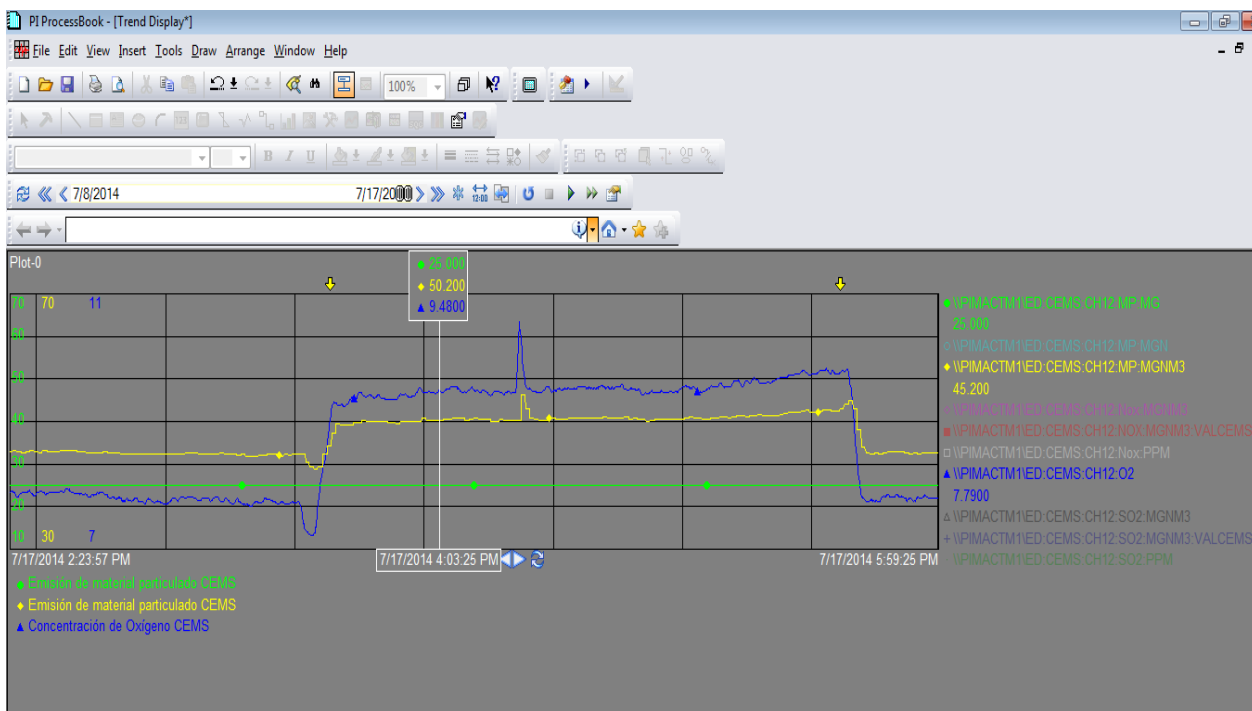 PI ProcessBook - [Trend Display*]
File Edit View Insert Tools Draw Arrange Window Help
100%
B I U
7/8/2014 7/17/20 12:00
Plot-0
25.000
50.200
9.4800
70 70 11
60
50
40
30
20
10 30 7
7/17/2014 2:23:57 PM 7/17/2014 4:03:25 PM 7/17/2014 5:59:25 PM
\\PIMACTM1\ED:CEMS:CH12:MP:MG
25.000
\\PIMACTM1\ED:CEMS:CH12:MP:MGN
\\PIMACTM1\ED:CEMS:CH12:MP:MGNM3
45.200
\\PIMACTM1\ED:CEMS:CH12:Nox:MGNM3
\\PIMACTM1\ED:CEMS:CH12:NOX:MGNM3:VALCEMS
\\PIMACTM1\ED:CEMS:CH12:Nox:PPM
\\PIMACTM1\ED:CEMS:CH12:O2
7.7900
\\PIMACTM1\ED:CEMS:CH12:SO2:MGNM3
\\PIMACTM1\ED:CEMS:CH12:SO2:MGNM3:VALCEMS
\\PIMACTM1\ED:CEMS:CH12:SO2:PPM
Emisión de material particulado CEMS
Emisión de material particulado CEMS
Concentración de Oxígeno CEMS